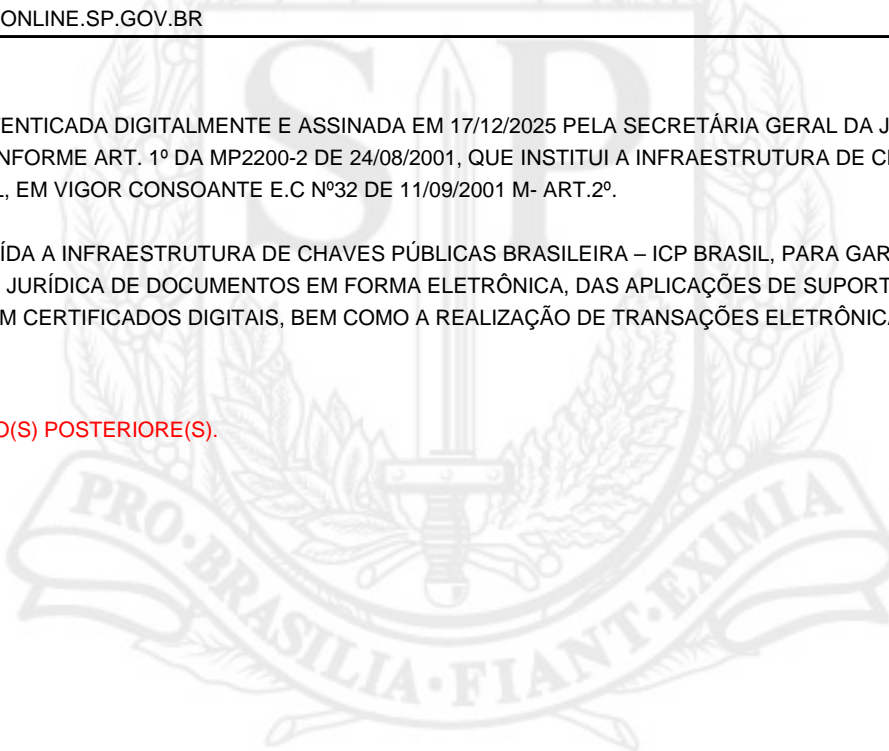 ONLINE.SP.GOV.BR
ENTICADA DIGITALMENTE E ASSINADA EM 17/12/2025 PELA SECRETÁRIA GERAL DA J
NFORME ART. 1º DA MP2200-2 DE 24/08/2001, QUE INSTITUI A INFRAESTRUTURA DE C
L, EM VIGOR CONSOANTE E.C Nº32 DE 11/09/2001 M- ART.2º.
ÍDA A INFRAESTRUTURA DE CHAVES PÚBLICAS BRASILEIRA – ICP BRASIL, PARA GAR
JURÍDICA DE DOCUMENTOS EM FORMA ELETRÔNICA, DAS APLICAÇÕES DE SUPORT
M CERTIFICADOS DIGITAIS, BEM COMO A REALIZAÇÃO DE TRANSAÇÕES ELETRÔNICA
O(S) POSTERIORE(S).
SP
PRO·BRASILIA·FIANT·EXIMIA